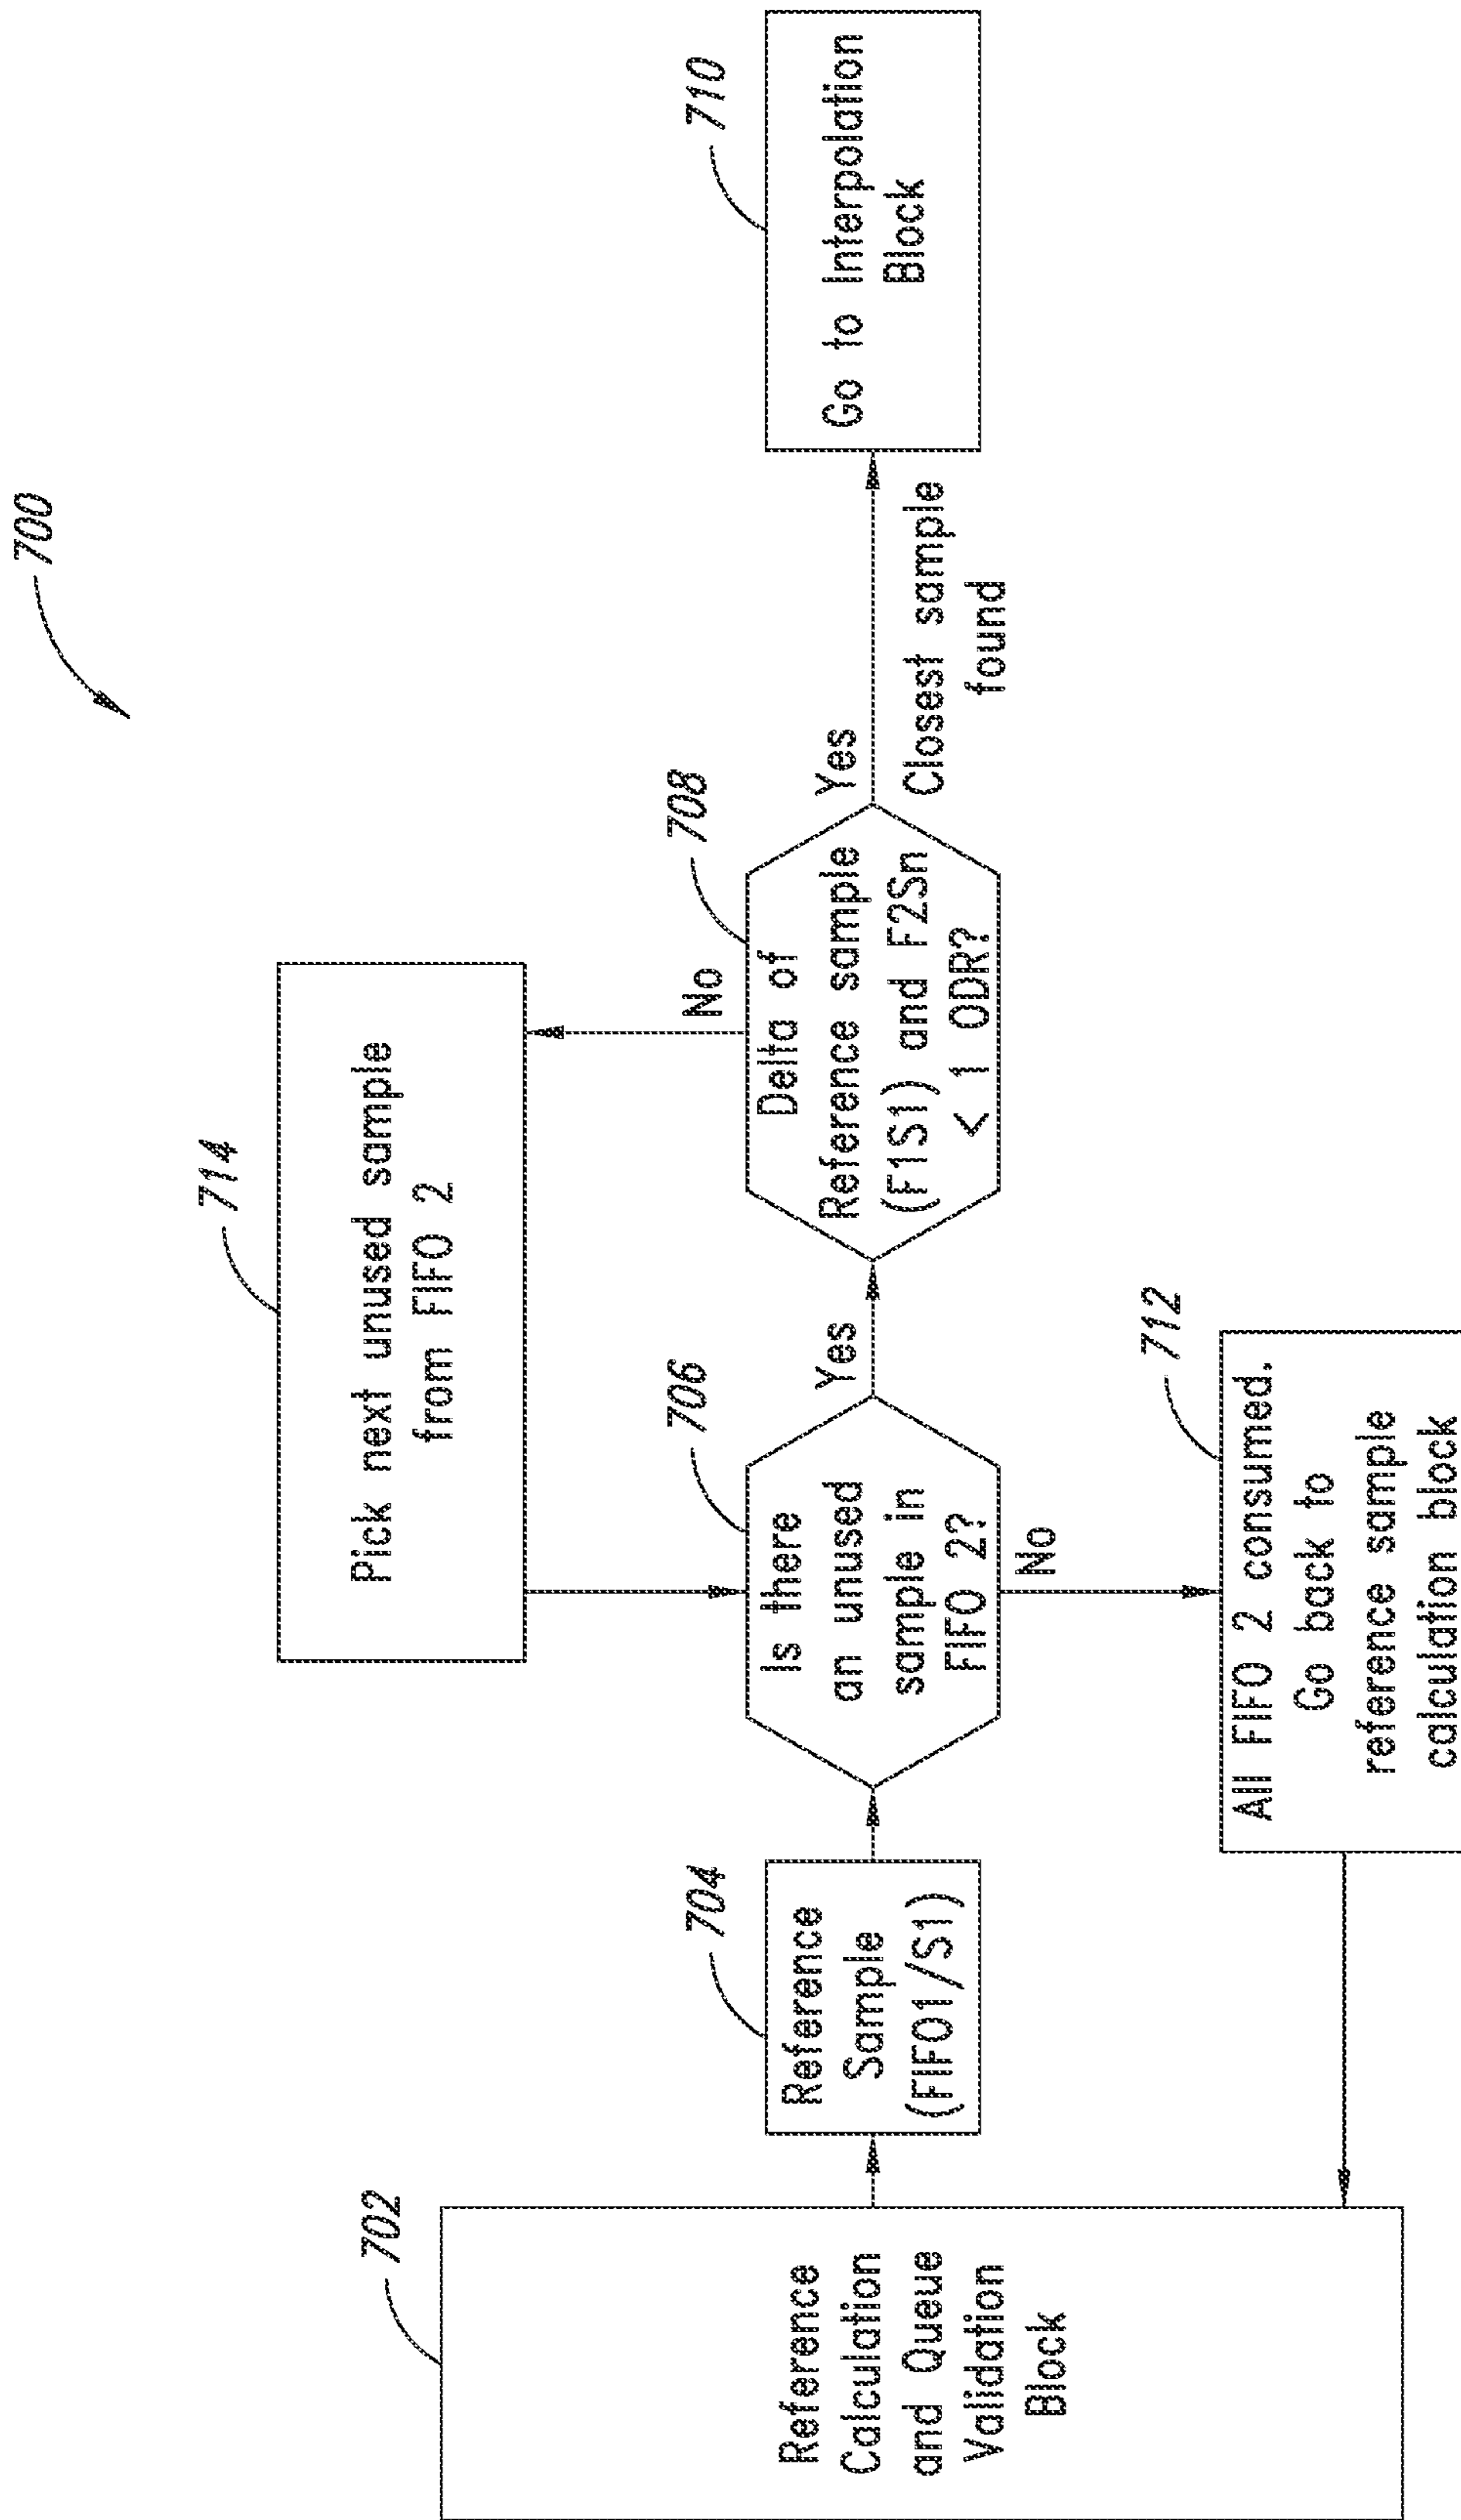 700
702
Reference
Calculation
and Queue
Validation
Block
704
Reference
Sample
(FIFO1/S1)
706
Is there
an unused
sample in
FIFO 2?
Yes
No
708
Delta of
Reference sample
(F1S1) and F2Sn
< 1 ODR?
No
Yes
Closest sample
found
710
Go to Interpolation
Block
712
All FIFO 2 consumed.
Go back to
reference sample
calculation block
714
Pick next unused sample
from FIFO 2